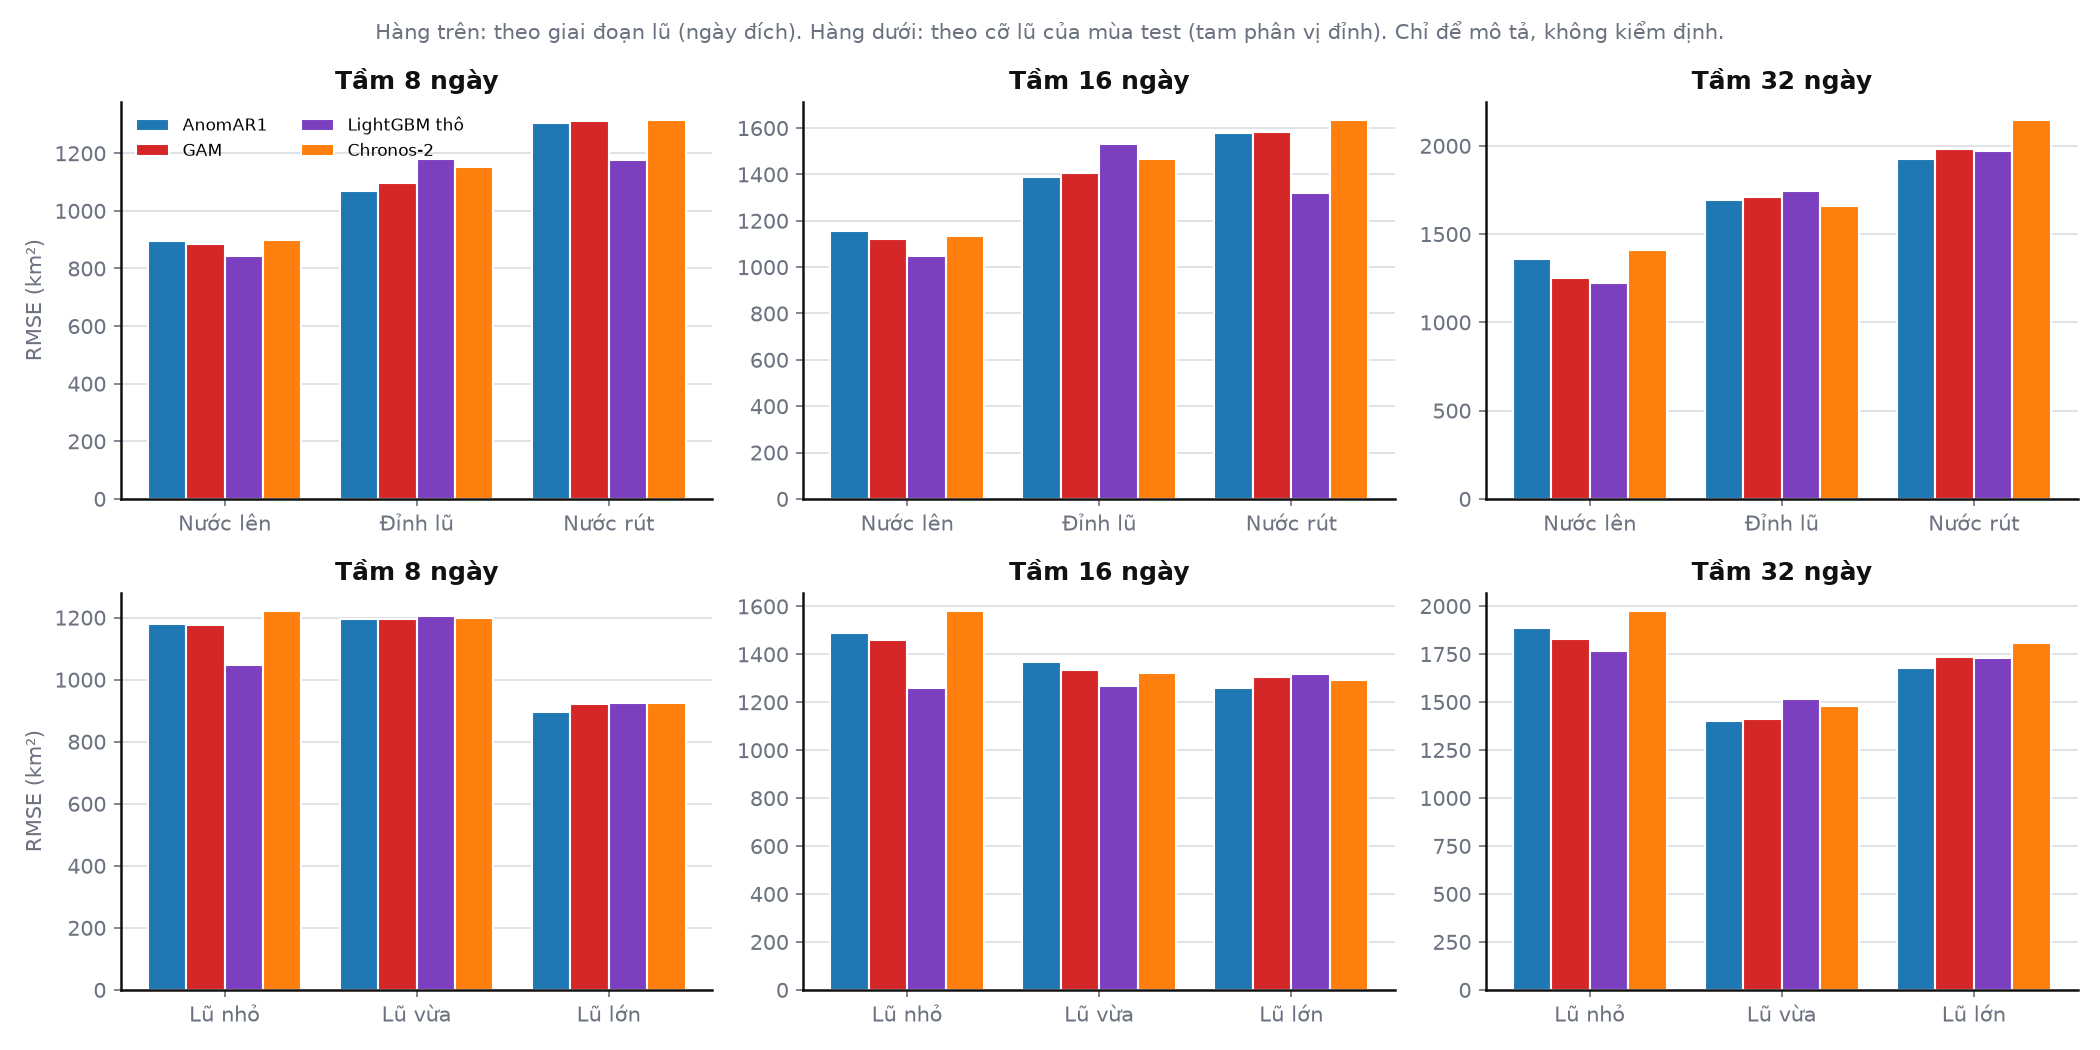 Hàng trên: theo giai đoạn lũ (ngày đích). Hàng dưới: theo cỡ lũ của mùa test (tam phân vị đỉnh). Chỉ để mô tả, không kiểm định.
Tầm 8 ngày
RMSE (km²)
1200
1000
800
600
400
200
0
AnomAR1
GAM
LightGBM thô
Chronos-2
Nước lên
Đỉnh lũ
Nước rút
Tầm 16 ngày
1600
1400
1200
1000
800
600
400
200
0
Nước lên
Đỉnh lũ
Nước rút
Tầm 32 ngày
2000
1500
1000
500
0
Nước lên
Đỉnh lũ
Nước rút
Tầm 8 ngày
RMSE (km²)
1200
1000
800
600
400
200
0
Lũ nhỏ
Lũ vừa
Lũ lớn
Tầm 16 ngày
1600
1400
1200
1000
800
600
400
200
0
Lũ nhỏ
Lũ vừa
Lũ lớn
Tầm 32 ngày
2000
1750
1500
1250
1000
750
500
250
0
Lũ nhỏ
Lũ vừa
Lũ lớn